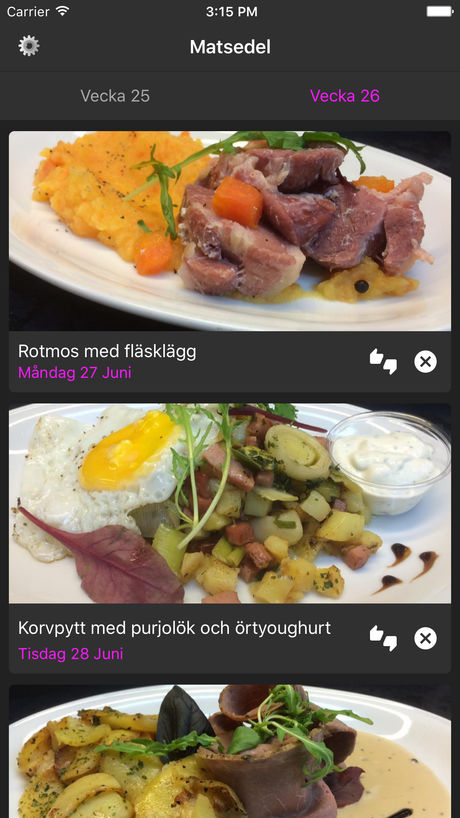 Carrier 3:15 PM
Matsedel
Vecka 25 Vecka 26
Rotmos med fläsklägg
Måndag 27 Juni
Korvpytt med purjolök och örtyoughurt
Tisdag 28 Juni